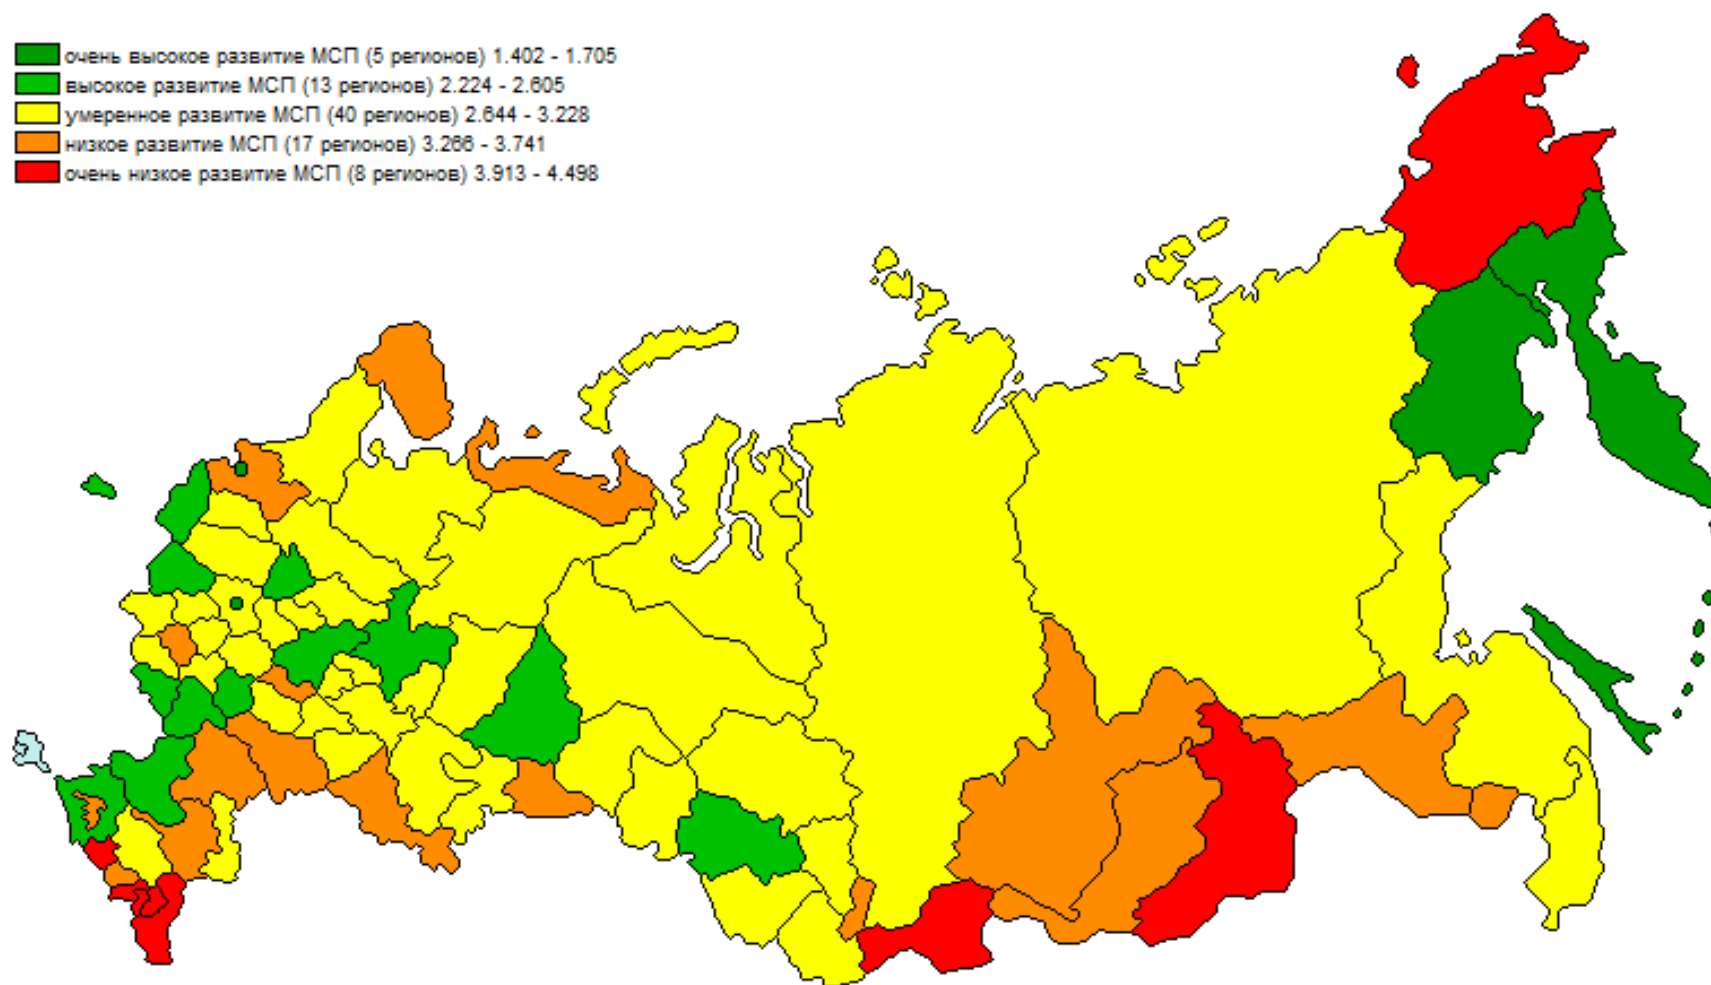 очень высокое развитие МСП (5 регионов) 1.402 - 1.705
высокое развитие МСП (13 регионов) 2.224 - 2.605
умеренное развитие МСП (40 регионов) 2.644 - 3.228
низкое развитие МСП (17 регионов) 3.266 - 3.741
очень низкое развитие МСП (8 регионов) 3.913 - 4.498